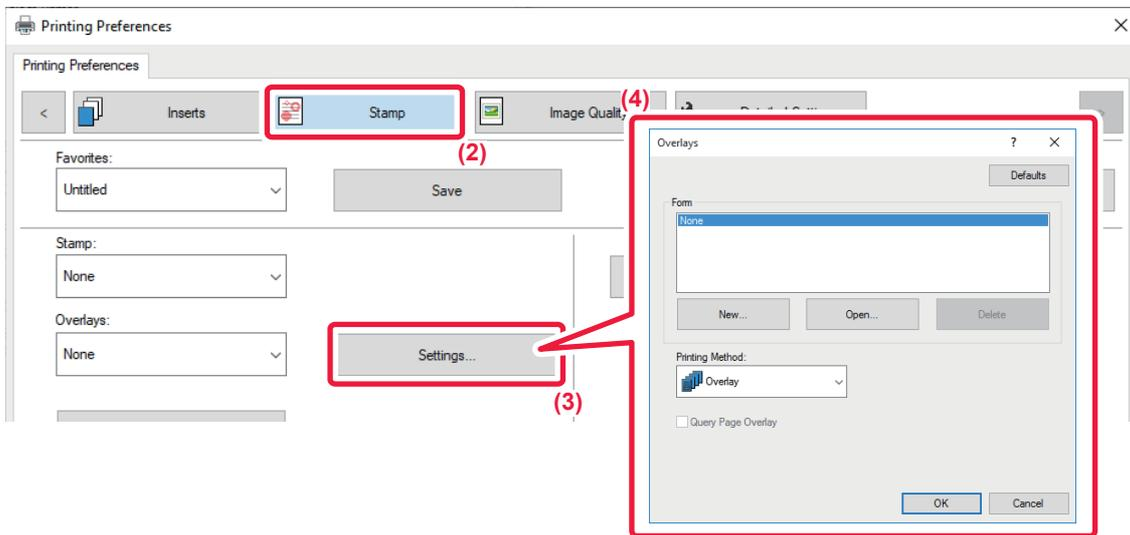 Printing Preferences
Printing Preferences
<
Inserts
Stamp
Image Quality
(4)
(2)
Favorites:
Untitled
Save
Stamp:
None
Overlays:
None
Settings...
(3)
Overlays
?
Defaults
Form
None
New...
Open...
Delete
Printing Method:
Overlay
Query Page Overlay
OK
Cancel